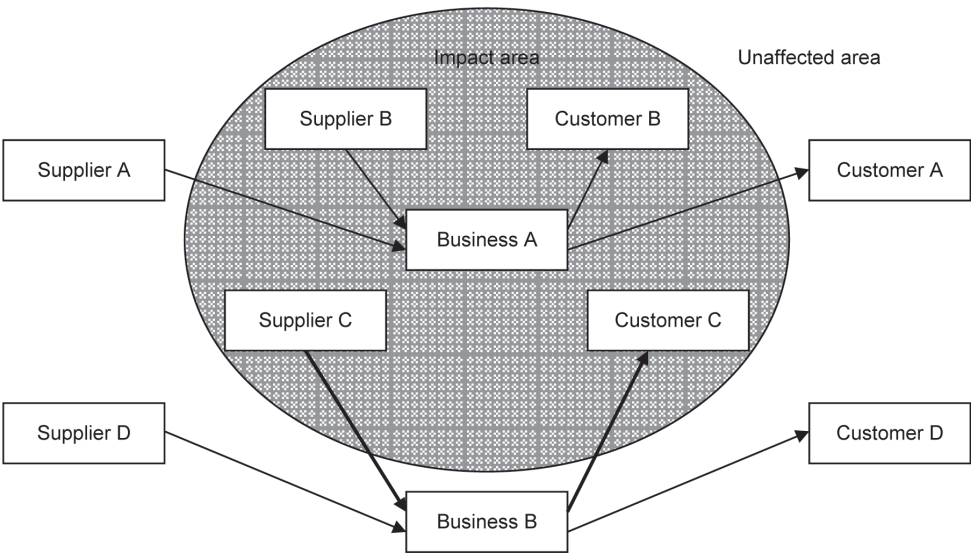 Impact area
Unaffected area
Supplier B
Customer B
Supplier A
Customer A
Business A
Supplier C
Customer C
Supplier D
Customer D
Business B